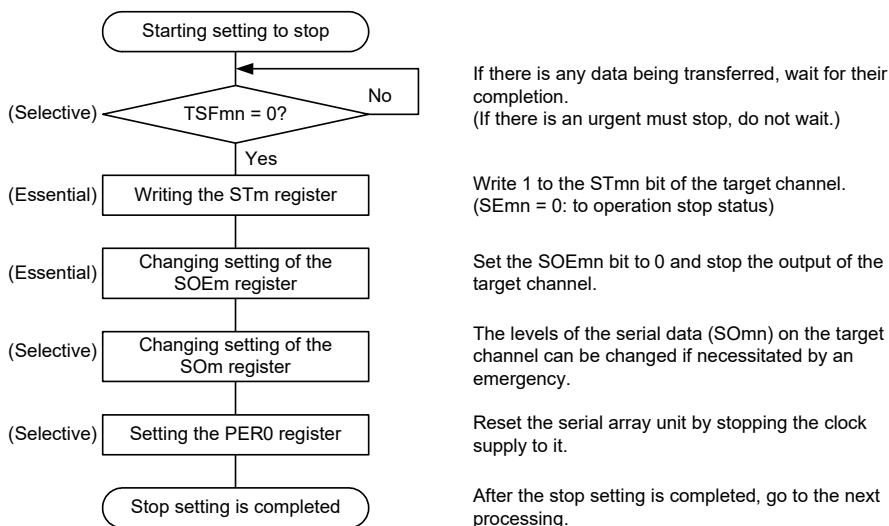 Starting setting to stop
No
If there is any data being transferred, wait for their
completion.
(If there is an urgent must stop, do not wait.)
(Selective)
TSFmn = 0?
Yes
(Essential)
Writing the STm register
Write 1 to the STmn bit of the target channel.
(SEmn = 0: to operation stop status)
(Essential)
Changing setting of the
SOEm register
Set the SOEmn bit to 0 and stop the output of the
target channel.
(Selective)
Changing setting of the
SOm register
The levels of the serial data (SOmn) on the target
channel can be changed if necessitated by an
emergency.
(Selective)
Setting the PER0 register
Reset the serial array unit by stopping the clock
supply to it.
Stop setting is completed
After the stop setting is completed, go to the next
processing.